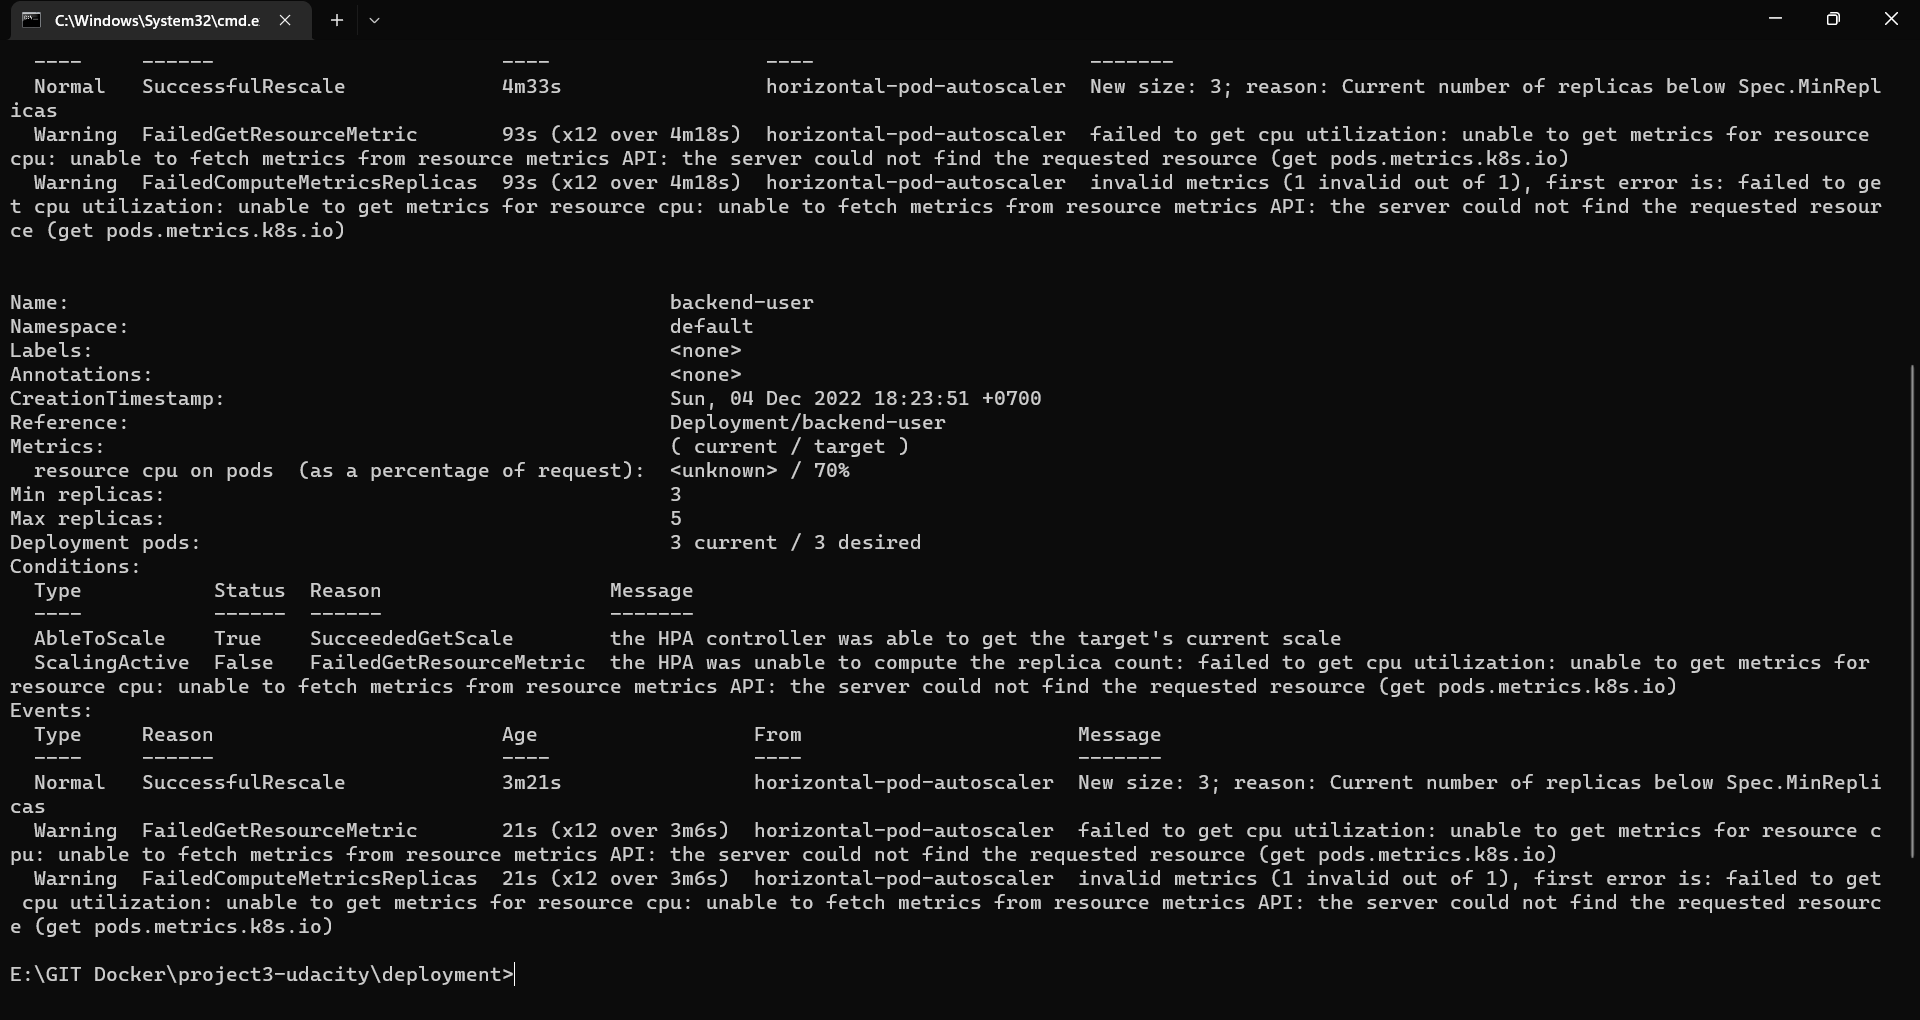 C:\Windows\System32\cmd.e
----     ------                 ----                  ----                       -------
  Normal   SuccessfulRescale             4m33s                 horizontal-pod-autoscaler  New size: 3; reason: Current number of replicas below Spec.MinRepl
icas
  Warning  FailedGetResourceMetric       93s (x12 over 4m18s)  horizontal-pod-autoscaler  failed to get cpu utilization: unable to get metrics for resource
cpu: unable to fetch metrics from resource metrics API: the server could not find the requested resource (get pods.metrics.k8s.io)
  Warning  FailedComputeMetricsReplicas  93s (x12 over 4m18s)  horizontal-pod-autoscaler  invalid metrics (1 invalid out of 1), first error is: failed to ge
t cpu utilization: unable to get metrics for resource cpu: unable to fetch metrics from resource metrics API: the server could not find the requested resour
ce (get pods.metrics.k8s.io)
Name:                                                  backend-user
Namespace:                                             default
Labels:                                                <none>
Annotations:                                           <none>
CreationTimestamp:                                     Sun, 04 Dec 2022 18:23:51 +0700
Reference:                                             Deployment/backend-user
Metrics:                                               ( current / target )
  resource cpu on pods  (as a percentage of request):  <unknown> / 70%
Min replicas:                                          3
Max replicas:                                          5
Deployment pods:                                       3 current / 3 desired
Conditions:
  Type           Status  Reason                   Message
  ----           ------  ------                   -------
  AbleToScale    True    SucceededGetScale        the HPA controller was able to get the target's current scale
  ScalingActive  False   FailedGetResourceMetric  the HPA was unable to compute the replica count: failed to get cpu utilization: unable to get metrics for
resource cpu: unable to fetch metrics from resource metrics API: the server could not find the requested resource (get pods.metrics.k8s.io)
Events:
  Type     Reason                        Age                  From                       Message
  ----     ------                        ----                 ----                       -------
  Normal   SuccessfulRescale             3m21s                horizontal-pod-autoscaler  New size: 3; reason: Current number of replicas below Spec.MinRepli
cas
  Warning  FailedGetResourceMetric       21s (x12 over 3m6s)  horizontal-pod-autoscaler  failed to get cpu utilization: unable to get metrics for resource c
pu: unable to fetch metrics from resource metrics API: the server could not find the requested resource (get pods.metrics.k8s.io)
  Warning  FailedComputeMetricsReplicas  21s (x12 over 3m6s)  horizontal-pod-autoscaler  invalid metrics (1 invalid out of 1), first error is: failed to get
 cpu utilization: unable to get metrics for resource cpu: unable to fetch metrics from resource metrics API: the server could not find the requested resourc
e (get pods.metrics.k8s.io)
E:\GIT Docker\project3-udacity\deployment>